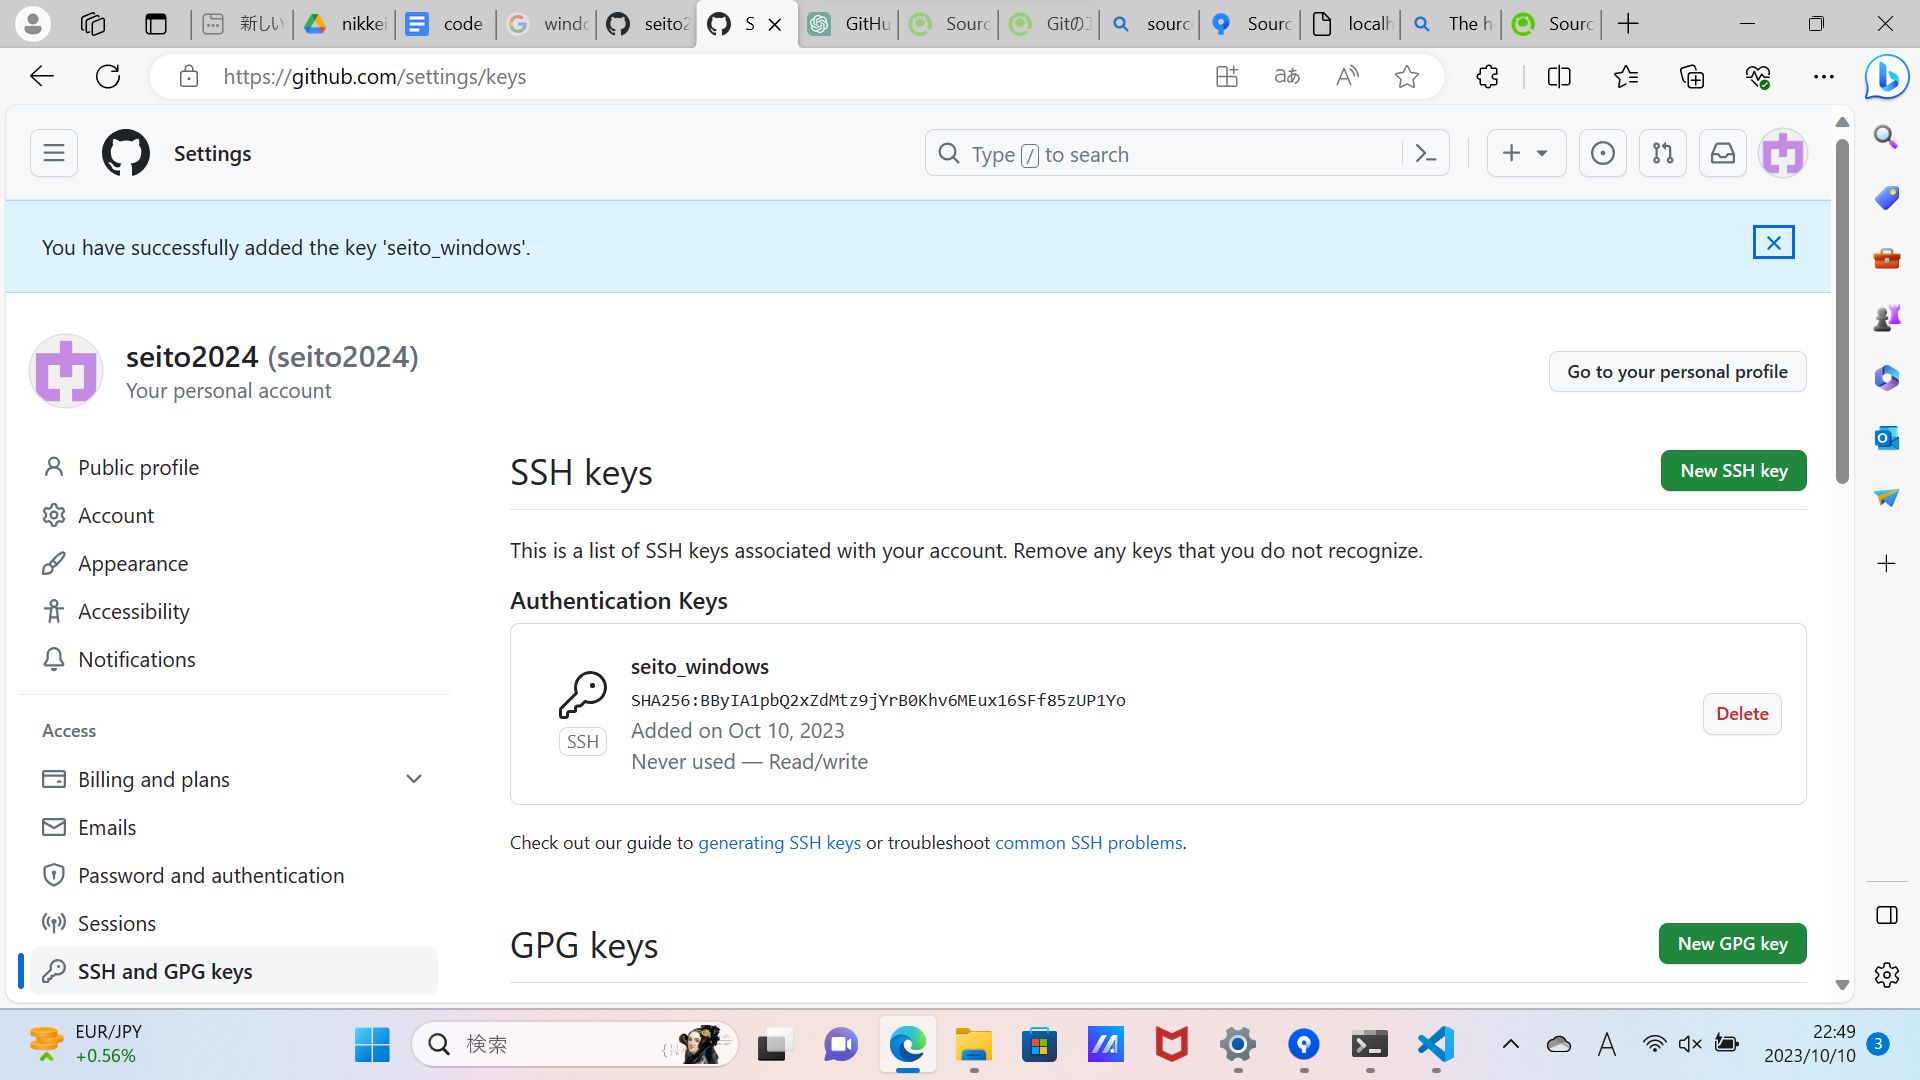 新しい
nikkei
code
windo
seito2
S
GitHu
Sourc
Gitの
sourc
Sourc
localh
The h
Sourc
https://github.com/settings/keys
aあ
Settings
Type / to search
You have successfully added the key 'seito_windows'.
seito2024 (seito2024)
Your personal account
Go to your personal profile
Public profile
Account
Appearance
Accessibility
Notifications
Access
Billing and plans
Emails
Password and authentication
Sessions
SSH and GPG keys
SSH keys
New SSH key
This is a list of SSH keys associated with your account. Remove any keys that you do not recognize.
Authentication Keys
seito_windows
SHA256:BByIA1pbQ2xZdMtz9jYrB0Khv6MEux16SFf85zUP1Yo
SSH
Added on Oct 10, 2023
Never used — Read/write
Delete
Check out our guide to generating SSH keys or troubleshoot common SSH problems.
GPG keys
New GPG key
EUR/JPY
+0.56%
検索
A
22:49
2023/10/10
3